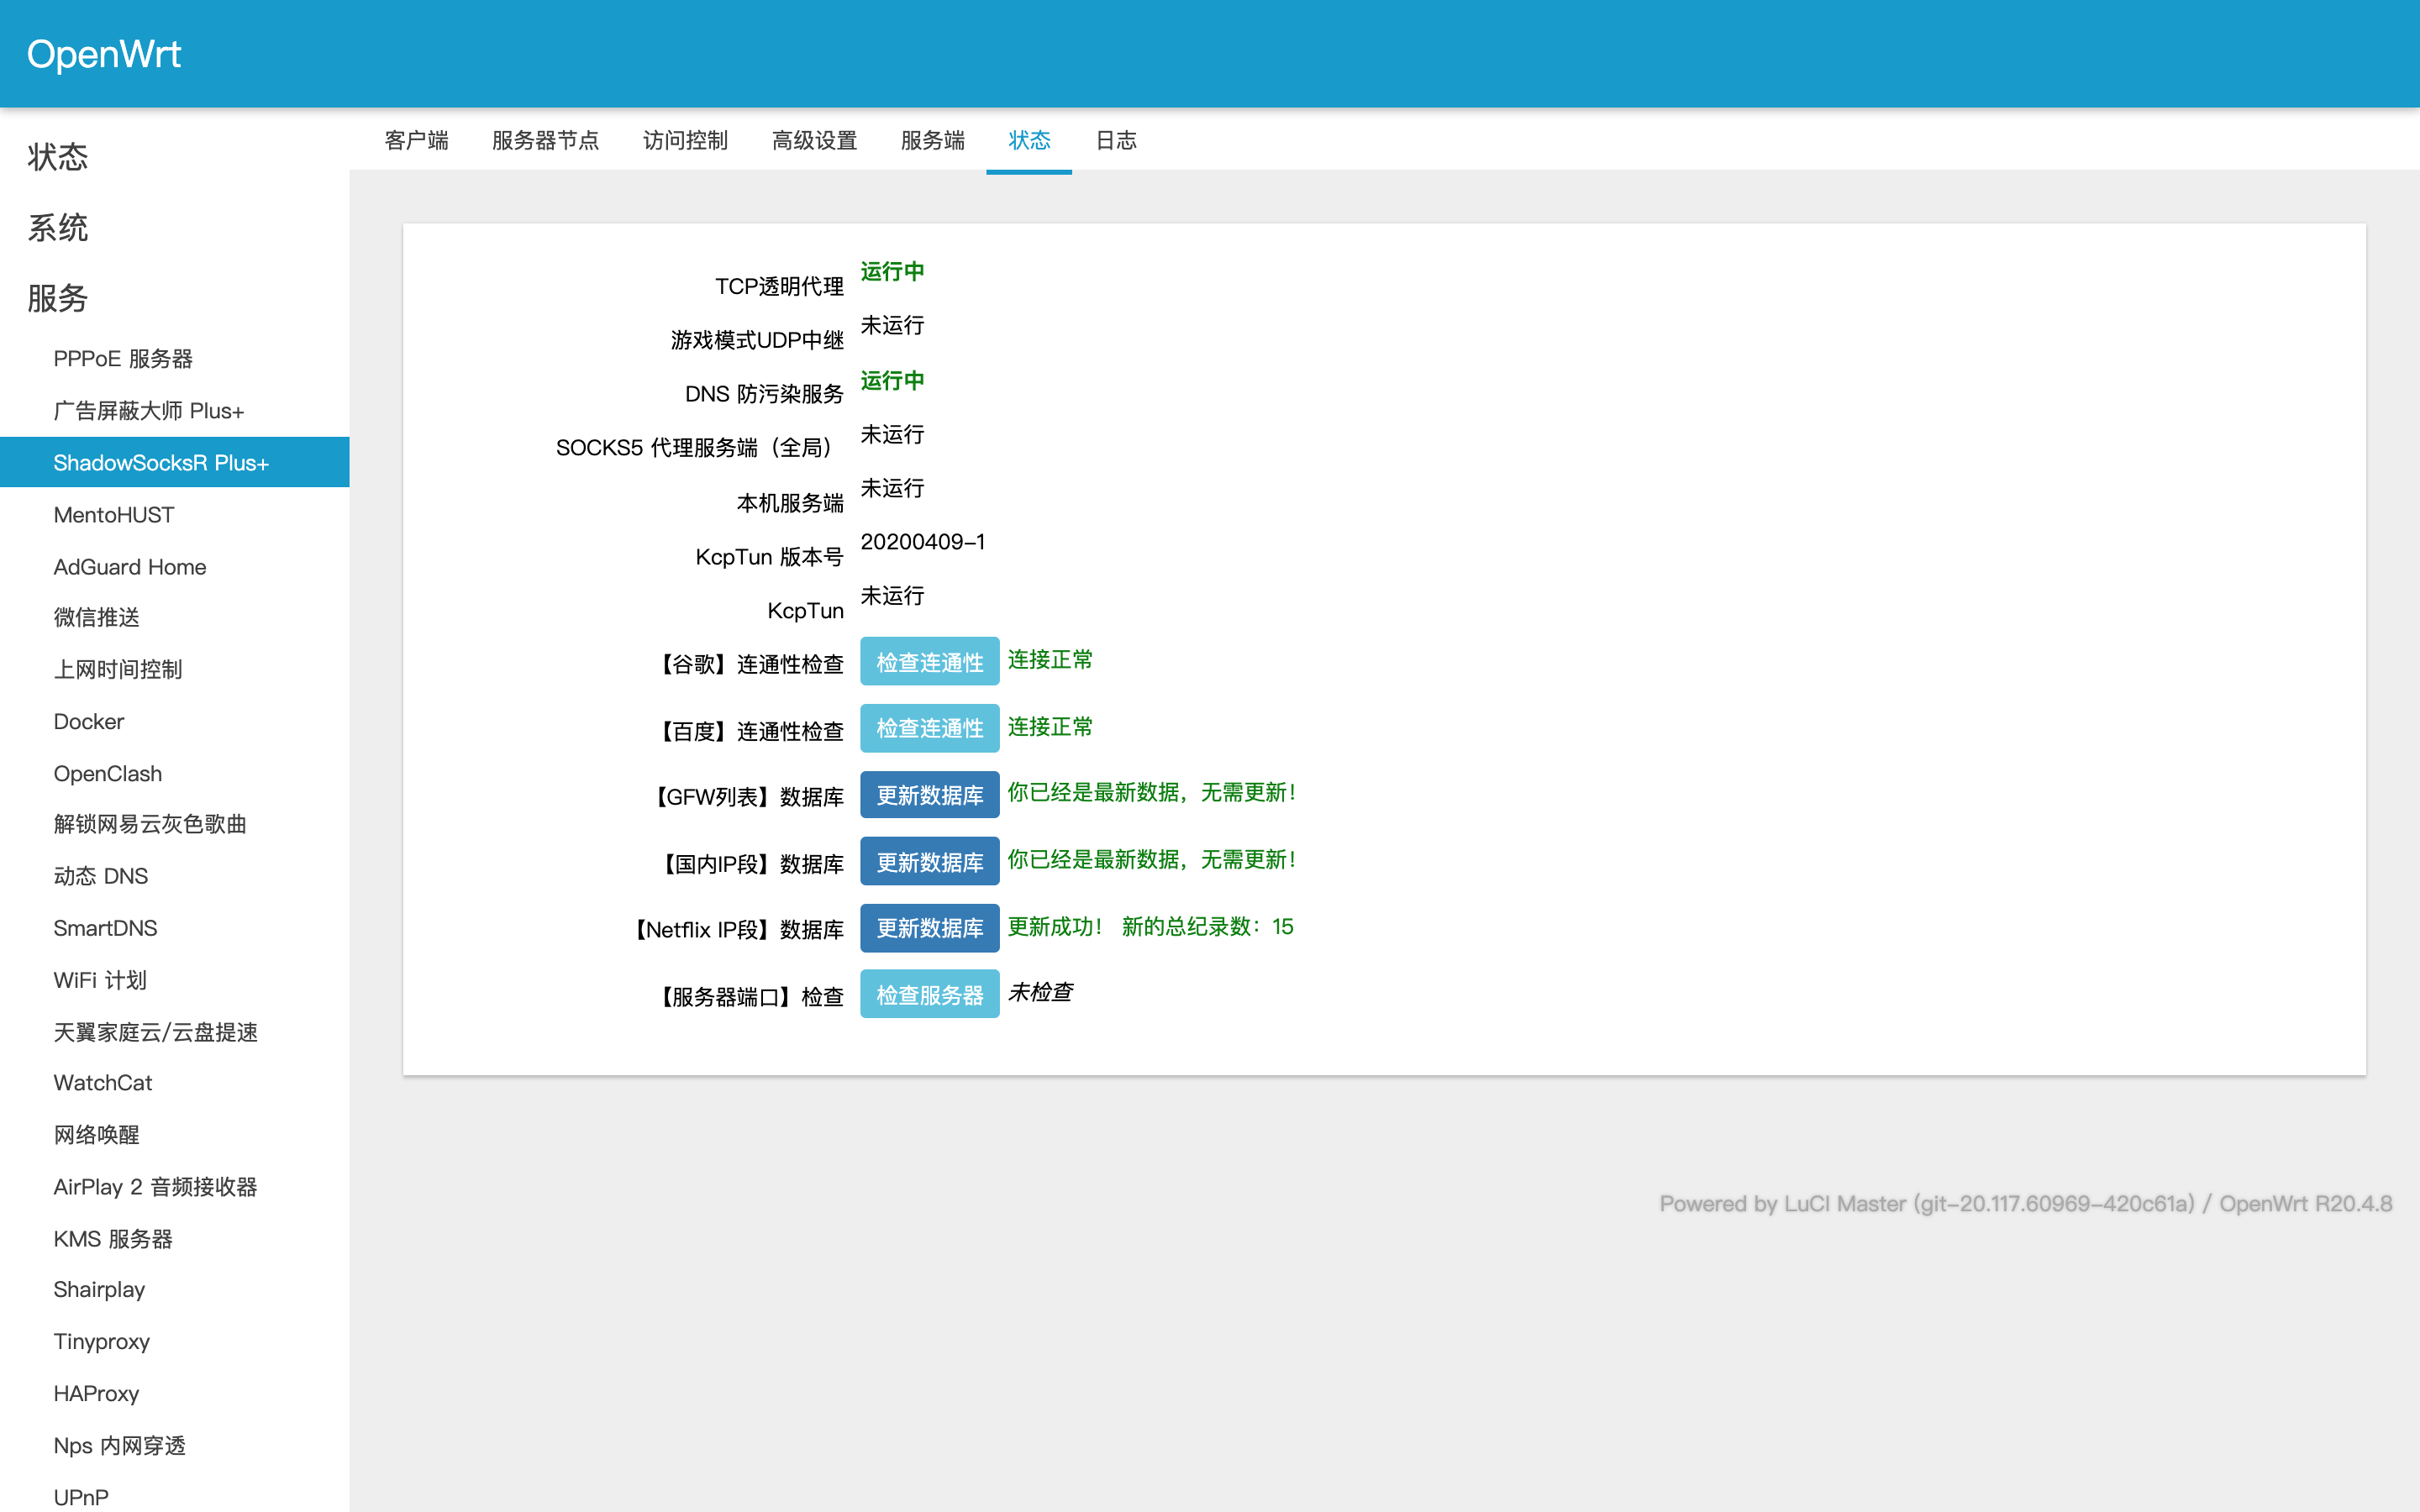 OpenWrt
状态
系统
服务
PPPoE 服务器
广告屏蔽大师 Plus+
ShadowSocksR Plus+
MentoHUST
AdGuard Home
微信推送
上网时间控制
Docker
OpenClash
解锁网易云灰色歌曲
动态 DNS
SmartDNS
WiFi 计划
天翼家庭云/云盘提速
WatchCat
网络唤醒
AirPlay 2 音频接收器
KMS 服务器
Shairplay
Tinyproxy
HAProxy
Nps 内网穿透
UPnP
客户端 服务器节点 访问控制 高级设置 服务端 状态 日志
TCP透明代理 运行中
游戏模式UDP中继 未运行
DNS 防污染服务 运行中
SOCKS5 代理服务端（全局） 未运行
本机服务端 未运行
KcpTun 版本号 20200409-1
KcpTun 未运行
【谷歌】连通性检查 检查连通性 连接正常
【百度】连通性检查 检查连通性 连接正常
【GFW列表】数据库 更新数据库 你已经是最新数据，无需更新！
【国内IP段】数据库 更新数据库 你已经是最新数据，无需更新！
【Netflix IP段】数据库 更新数据库 更新成功！ 新的总纪录数：15
【服务器端口】检查 检查服务器 未检查
Powered by LuCI Master (git-20.117.60969-420c61a) / OpenWrt R20.4.8